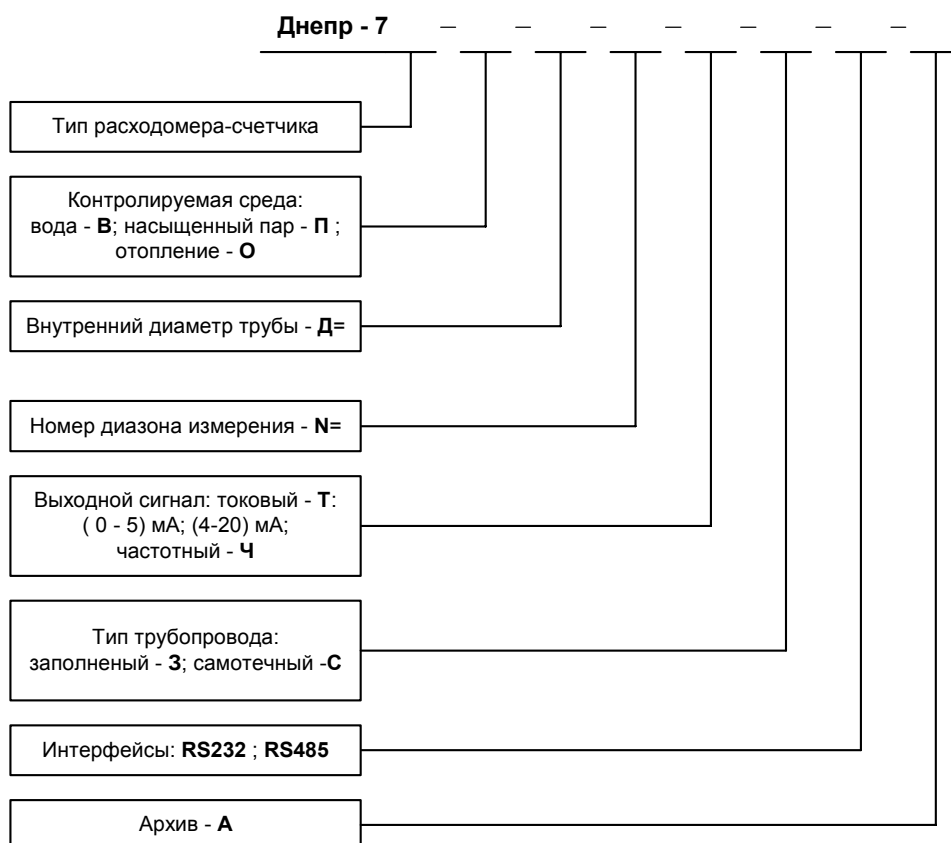 Днепр - 7 – – – – – – –
Тип расходомера-счетчика
Контролируемая среда:
вода - В; насыщенный пар - П ;
отопление - О
Внутренний диаметр трубы - Д=
Номер диазона измерения - N=
Выходной сигнал: токовый - Т:
( 0 - 5) мА; (4-20) мА;
частотный - Ч
Тип трубопровода:
заполненый - З; самотечный -С
Интерфейсы: RS232 ; RS485
Архив - А